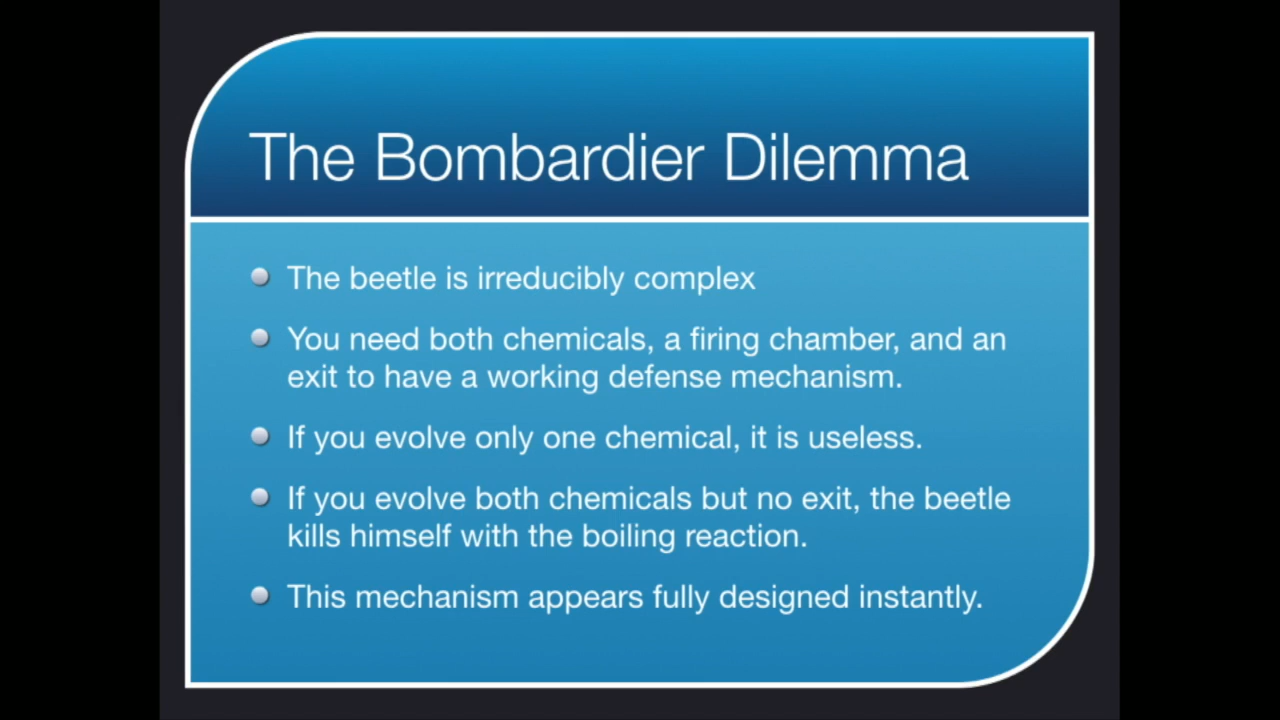 The Bombardier Dilemma
The beetle is irreducibly complex
You need both chemicals, a firing chamber, and an
exit to have a working defense mechanism.
If you evolve only one chemical, it is useless.
If you evolve both chemicals but no exit, the beetle
kills himself with the boiling reaction.
This mechanism appears fully designed instantly.